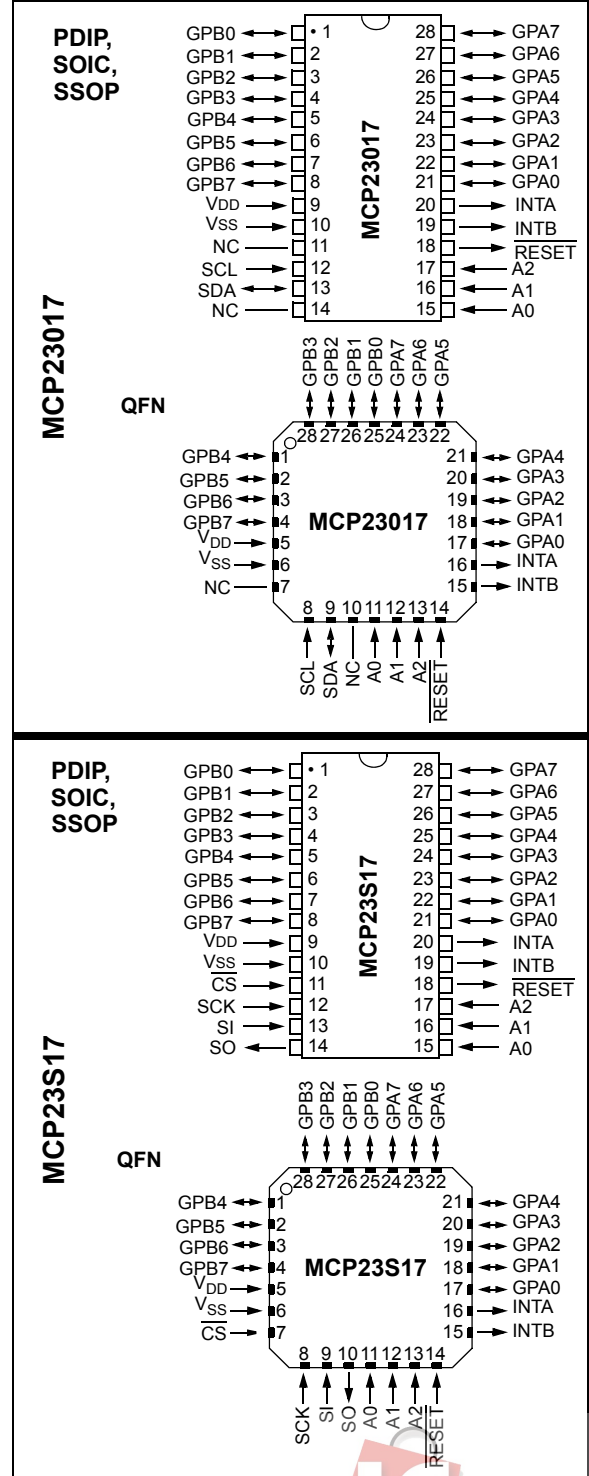 PDIP,
SOIC,
SSOP
MCP23017
GPB0 • 1 28 GPA7
GPB1 2 27 GPA6
GPB2 3 26 GPA5
GPB3 4 25 GPA4
GPB4 5 24 GPA3
GPB5 6 23 GPA2
GPB6 7 22 GPA1
GPB7 8 21 GPA0
VDD 9 20 INTA
VSS 10 19 INTB
NC 11 18 RESET
SCL 12 17 A2
SDA 13 16 A1
NC 14 15 A0
MCP23017
QFN
GPB3 GPB2 GPB1 GPB0 GPA7 GPA6 GPA5
28 27 26 25 24 23 22
GPB4 1 21 GPA4
GPB5 2 20 GPA3
GPB6 3 19 GPA2
GPB7 4 MCP23017 18 GPA1
VDD 5 17 GPA0
VSS 6 16 INTA
NC 7 15 INTB
8 9 10 11 12 13 14
SCL SDA NC A0 A1 A2 RESET
PDIP,
SOIC,
SSOP
MCP23S17
GPB0 • 1 28 GPA7
GPB1 2 27 GPA6
GPB2 3 26 GPA5
GPB3 4 25 GPA4
GPB4 5 24 GPA3
GPB5 6 23 GPA2
GPB6 7 22 GPA1
GPB7 8 21 GPA0
VDD 9 20 INTA
VSS 10 19 INTB
CS 11 18 RESET
SCK 12 17 A2
SI 13 16 A1
SO 14 15 A0
MCP23S17
QFN
GPB3 GPB2 GPB1 GPB0 GPA7 GPA6 GPA5
28 27 26 25 24 23 22
GPB4 1 21 GPA4
GPB5 2 20 GPA3
GPB6 3 19 GPA2
GPB7 4 MCP23S17 18 GPA1
VDD 5 17 GPA0
VSS 6 16 INTA
CS 7 15 INTB
8 9 10 11 12 13 14
SCK SI SO A0 A1 A2 RESET